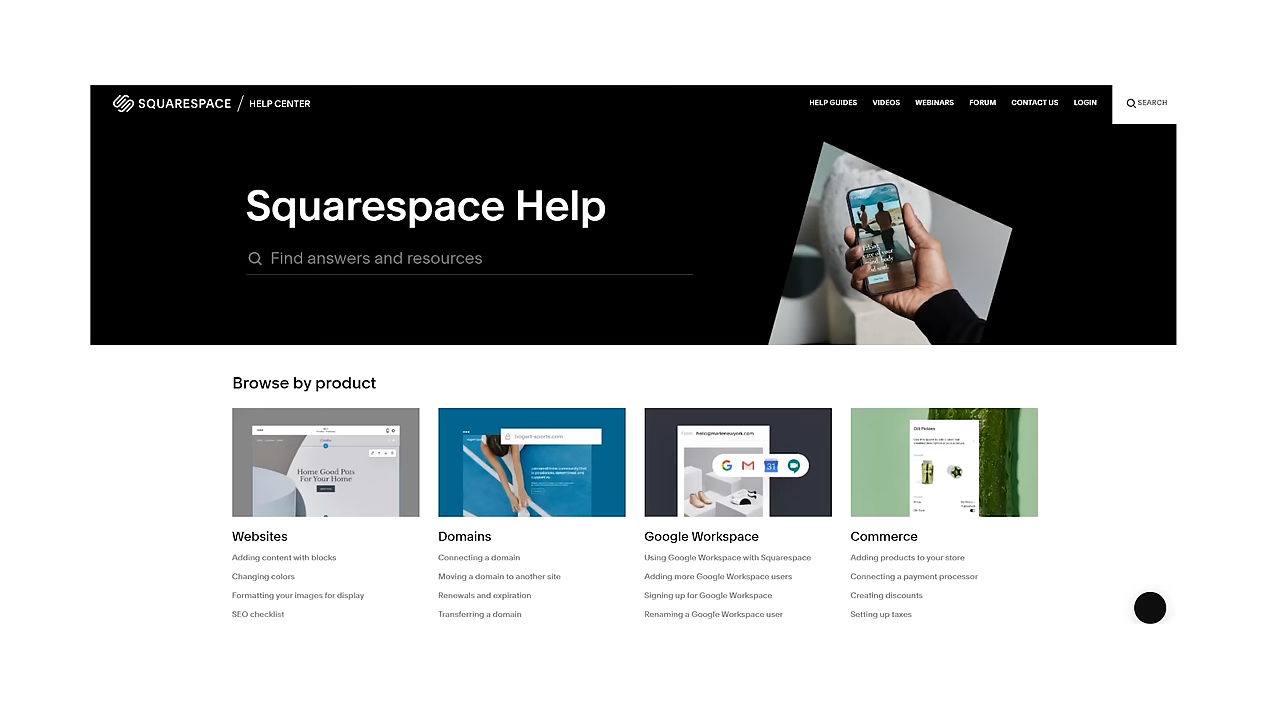 SQUARESPACE / HELP CENTER
HELP GUIDES VIDEOS WEBINARS FORUM CONTACT US LOGIN SEARCH
Squarespace Help
Find answers and resources
Browse by product
Home Good Pots
For Your Home
bogart-sports.com
hello@marlenewyork.com
31
Dill Pickles
Websites
Adding content with blocks
Changing colors
Formatting your images for display
SEO checklist
Domains
Connecting a domain
Moving a domain to another site
Renewals and expiration
Transferring a domain
Google Workspace
Using Google Workspace with Squarespace
Adding more Google Workspace users
Signing up for Google Workspace
Renaming a Google Workspace user
Commerce
Adding products to your store
Connecting a payment processor
Creating discounts
Setting up taxes